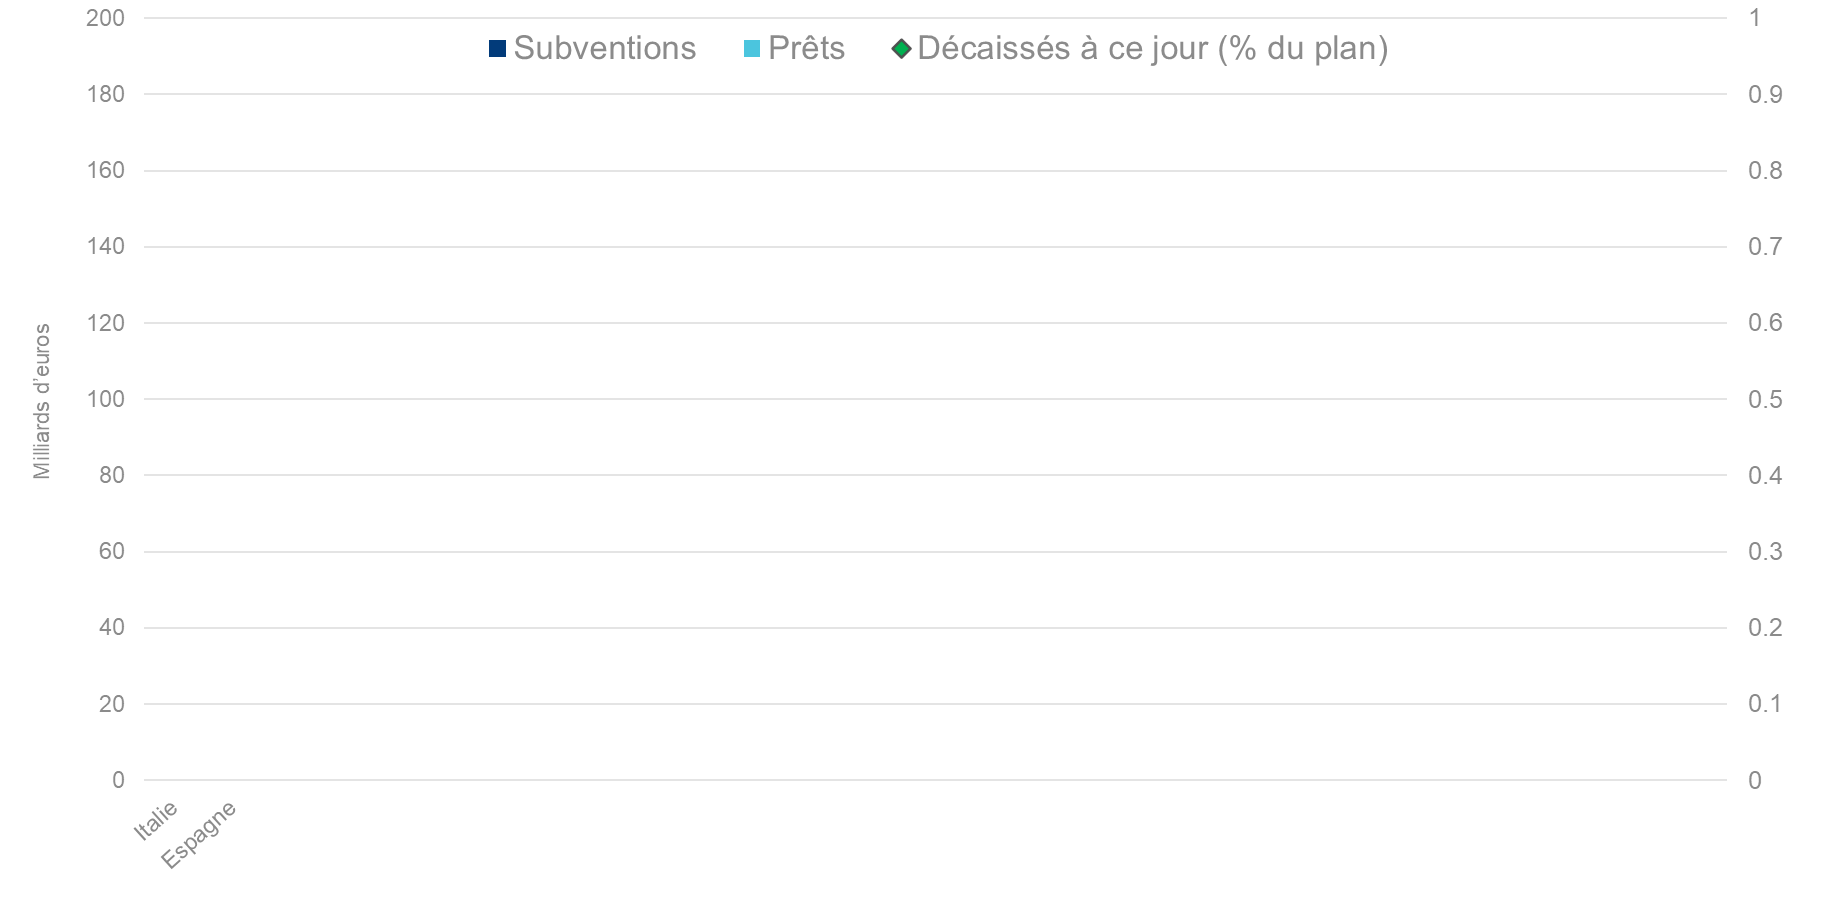 Subventions Prêts Décaissés à ce jour (% du plan)
200 1
180 0.9
160 0.8
140 0.7
120 0.6
100 0.5
80 0.4
60 0.3
40 0.2
20 0.1
0 0
Milliards d’euros
Italie
Espagne